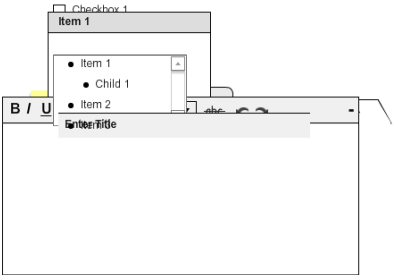 Checkbox 1
Item 1
Item 1
Child 1
Item 2
B I U abc
Enter Title